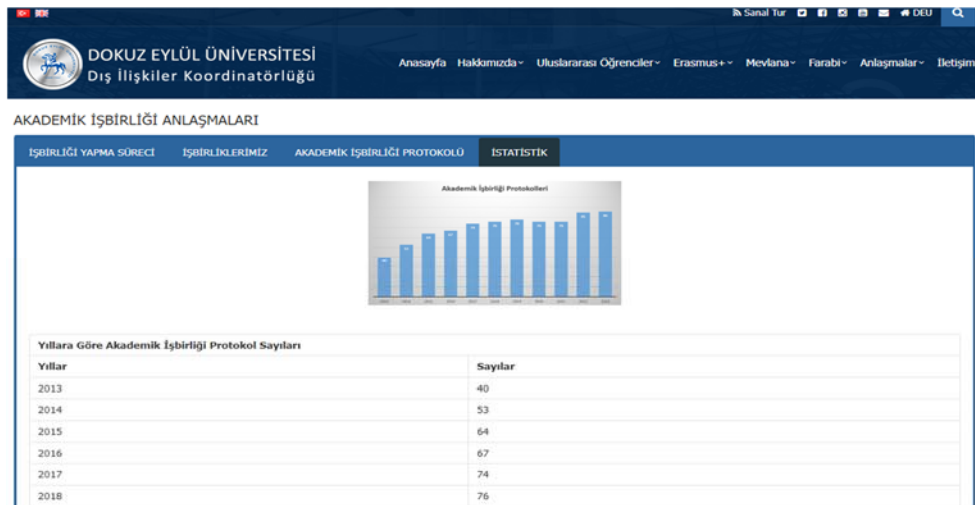 Sanal Tur DEU
DOKUZ EYLÜL ÜNİVERSİTESİ
Dış İlişkiler Koordinatörlüğü
Anasayfa Hakkımızda Uluslararası Öğrenciler Erasmus+ Mevlana Farabi Anlaşmalar İletişim
AKADEMİK İŞBİRLİĞİ ANLAŞMALARI
İŞBİRLİĞİ YAPMA SÜRECİ İŞBİRLİKLERİMİZ AKADEMİK İŞBİRLİĞİ PROTOKOLÜ İSTATİSTİK
Akademik İşbirliği Protokolleri
Yıllara Göre Akademik İşbirliği Protokol Sayıları
Yıllar Sayılar
2013 40
2014 53
2015 64
2016 67
2017 74
2018 76